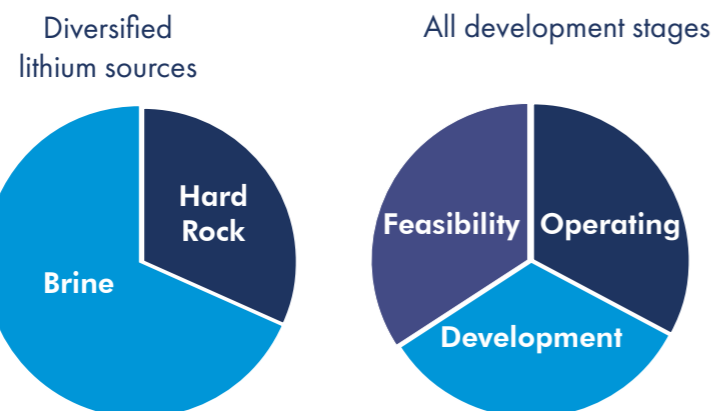 Diversified
lithium sources
Hard
Rock
Brine
All development stages
Feasibility
Operating
Development